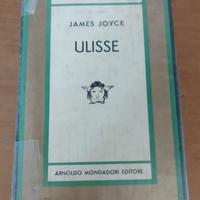 JAMES JOYCE
ULISSE
ARNOLDO MONDADORI EDITORE